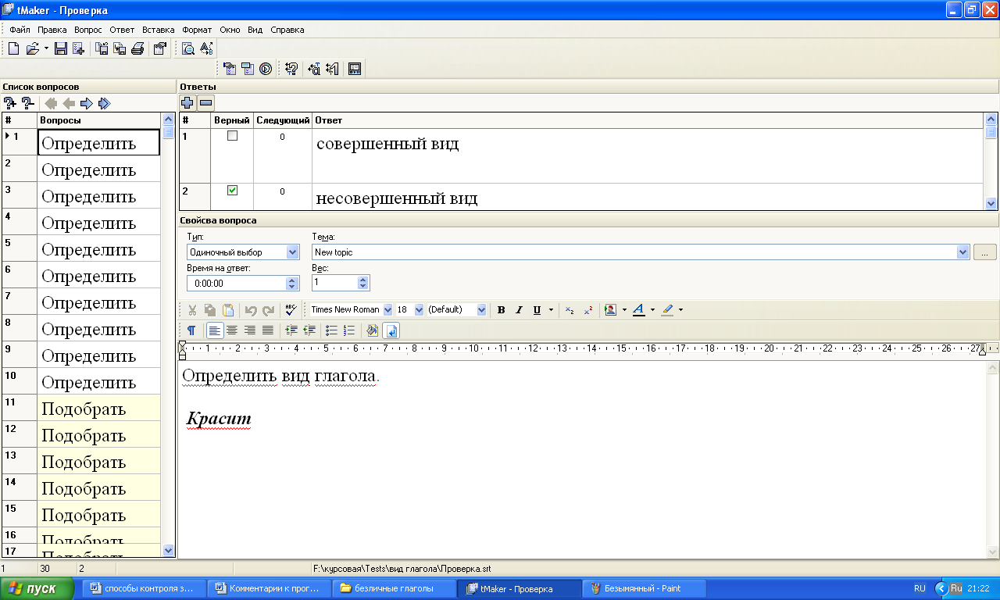 tMaker - Проверка
Файл Правка Вопрос Ответ Вставка Формат Окно Вид Справка
Список вопросов
# Вопросы
1 Определить
2 Определить
3 Определить
4 Определить
5 Определить
6 Определить
7 Определить
8 Определить
9 Определить
10 Определить
11 Подобрать
12 Подобрать
13 Подобрать
14 Подобрать
15 Подобрать
16 Подобрать
17 Подобрать
Ответы
# Верный Следующий Ответ
1 0 совершенный вид
2 0 несовершенный вид
Свойсва вопроса
Тип: Тема:
Одиночный выбор New topic ...
Время на ответ: Вес:
0:00:00 1
ABC Times New Roman 18 (Default) B I U x₂ x² A
1 2 3 4 5 6 7 8 9 10 11 12 13 14 15 16 17 18 19 20 21 22 23 24 25 26 27
Определить вид глагола.
Красит
1 30 2 F:\курсовая\Tests\вид глагола\Проверка.srt
пуск способы контроля з... Комментарии к прог... безличные глаголы tMaker - Проверка Безымянный - Paint RU Ru 21:22